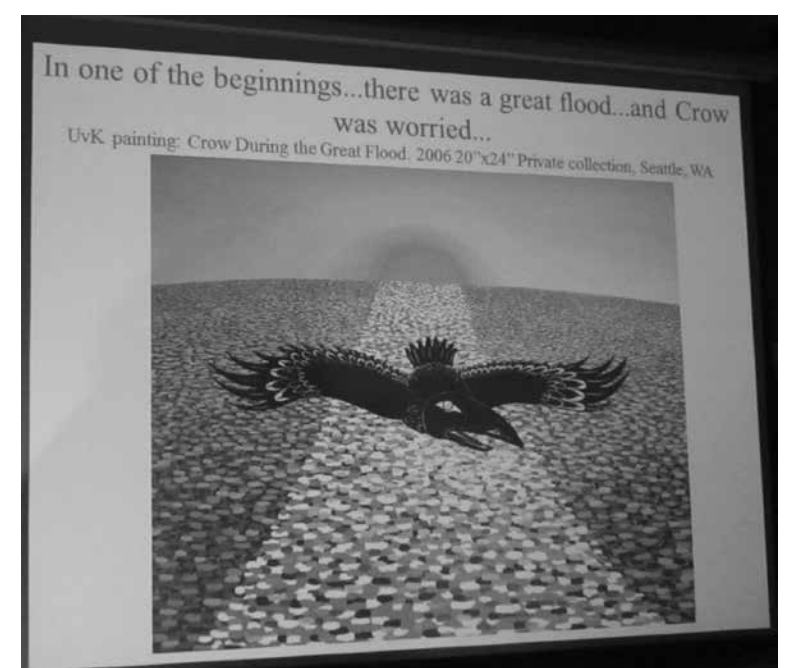 In one of the beginnings...there was a great flood...and Crow
was worried...
UvK painting: Crow During the Great Flood. 2006 20"x24" Private collection, Seattle, WA